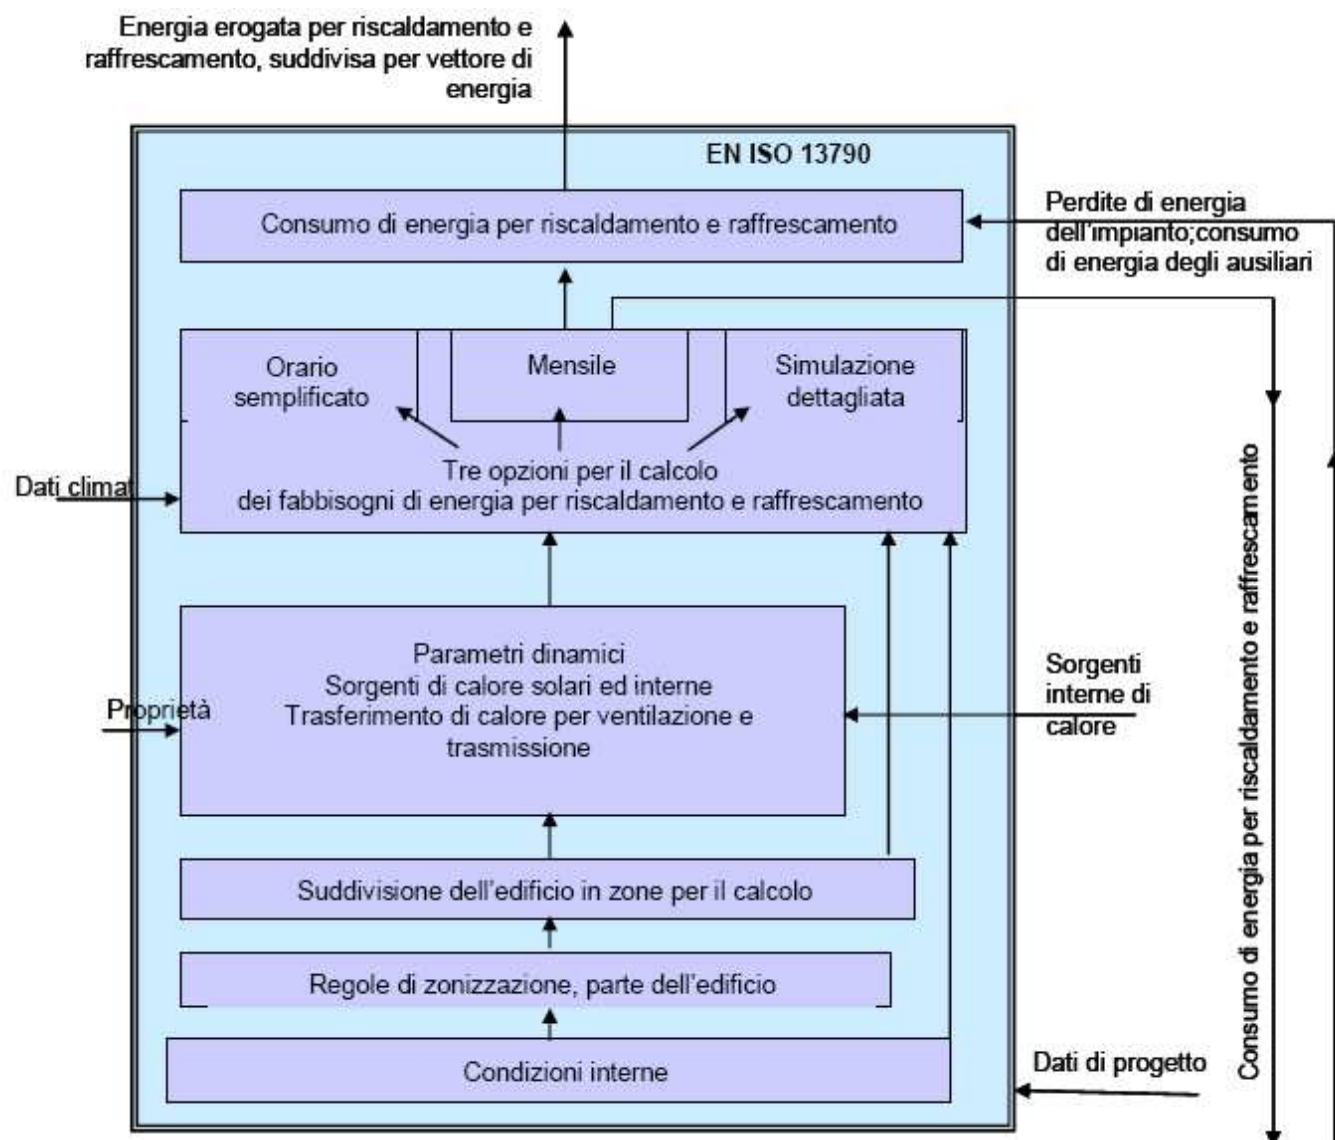 Energia erogata per riscaldamento e
raffrescamento, suddivisa per vettore di
energia
EN ISO 13790
Consumo di energia per riscaldamento e raffrescamento
Perdite di energia
dell'impianto;consumo
di energia degli ausiliari
Orario
semplificato
Mensile
Simulazione
dettagliata
Tre opzioni per il calcolo
dei fabbisogni di energia per riscaldamento e raffrescamento
Dati climat
Parametri dinamici
Sorgenti di calore solari ed interne
Trasferimento di calore per ventilazione e
trasmissione
Proprietà
Sorgenti
interne di
calore
Consumo di energia per riscaldamento e raffrescamento
Suddivisione dell'edificio in zone per il calcolo
Regole di zonizzazione, parte dell'edificio
Condizioni interne
Dati di progetto